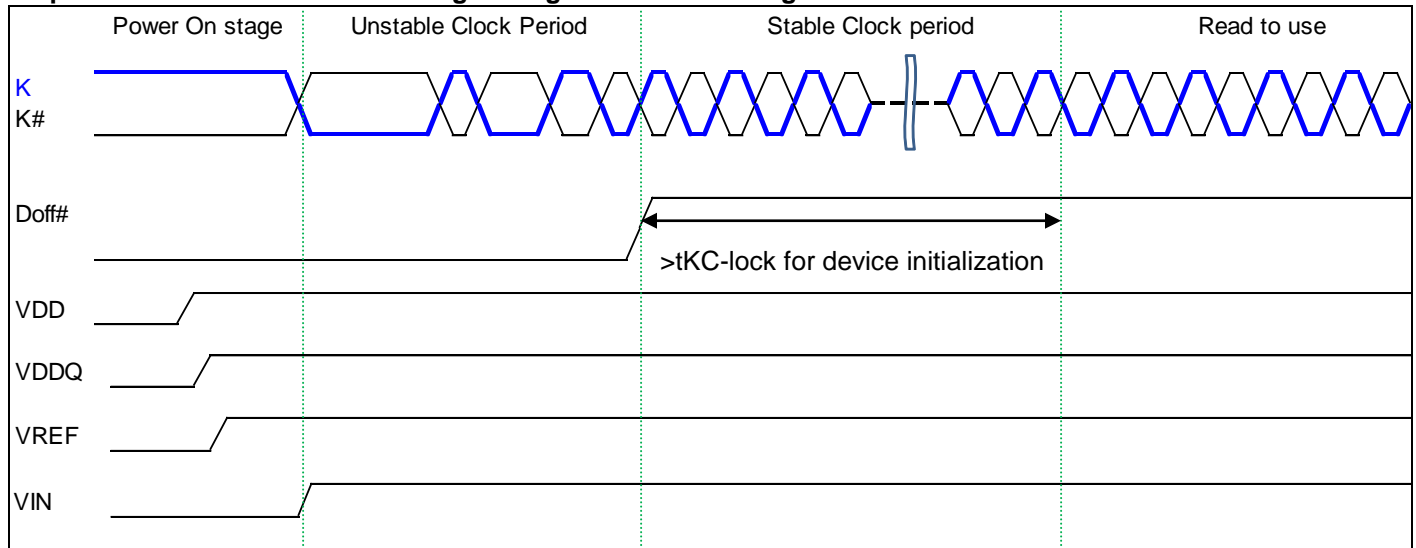 Power On stage
Unstable Clock Period
Stable Clock period
Read to use
K
K#
Doff#
>tKC-lock for device initialization
VDD
VDDQ
VREF
VIN